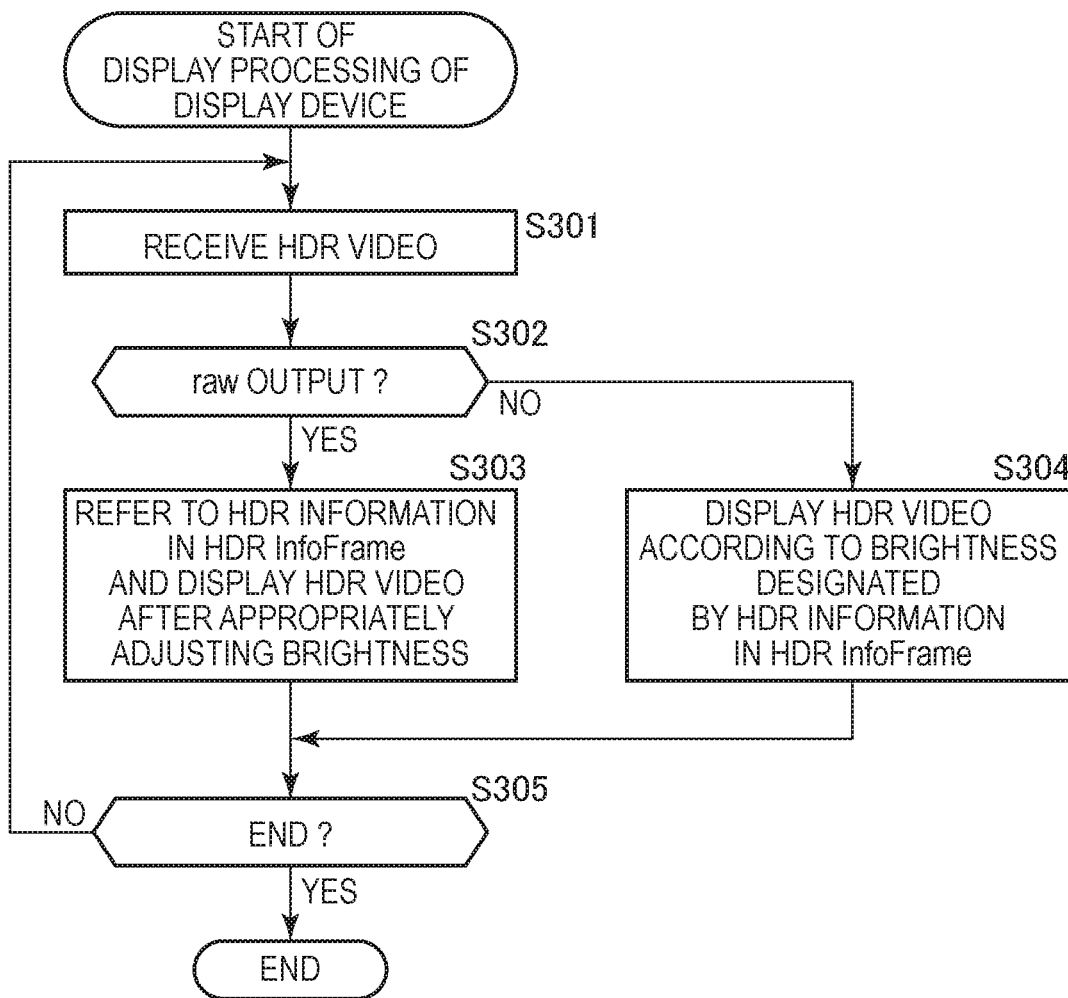 START OF
DISPLAY PROCESSING OF
DISPLAY DEVICE
S301
RECEIVE HDR VIDEO
S302
raw OUTPUT ?
NO
YES
S303
REFER TO HDR INFORMATION
IN HDR InfoFrame
AND DISPLAY HDR VIDEO
AFTER APPROPRIATELY
ADJUSTING BRIGHTNESS
S304
DISPLAY HDR VIDEO
ACCORDING TO BRIGHTNESS
DESIGNATED
BY HDR INFORMATION
IN HDR InfoFrame
S305
NO
END ?
YES
END